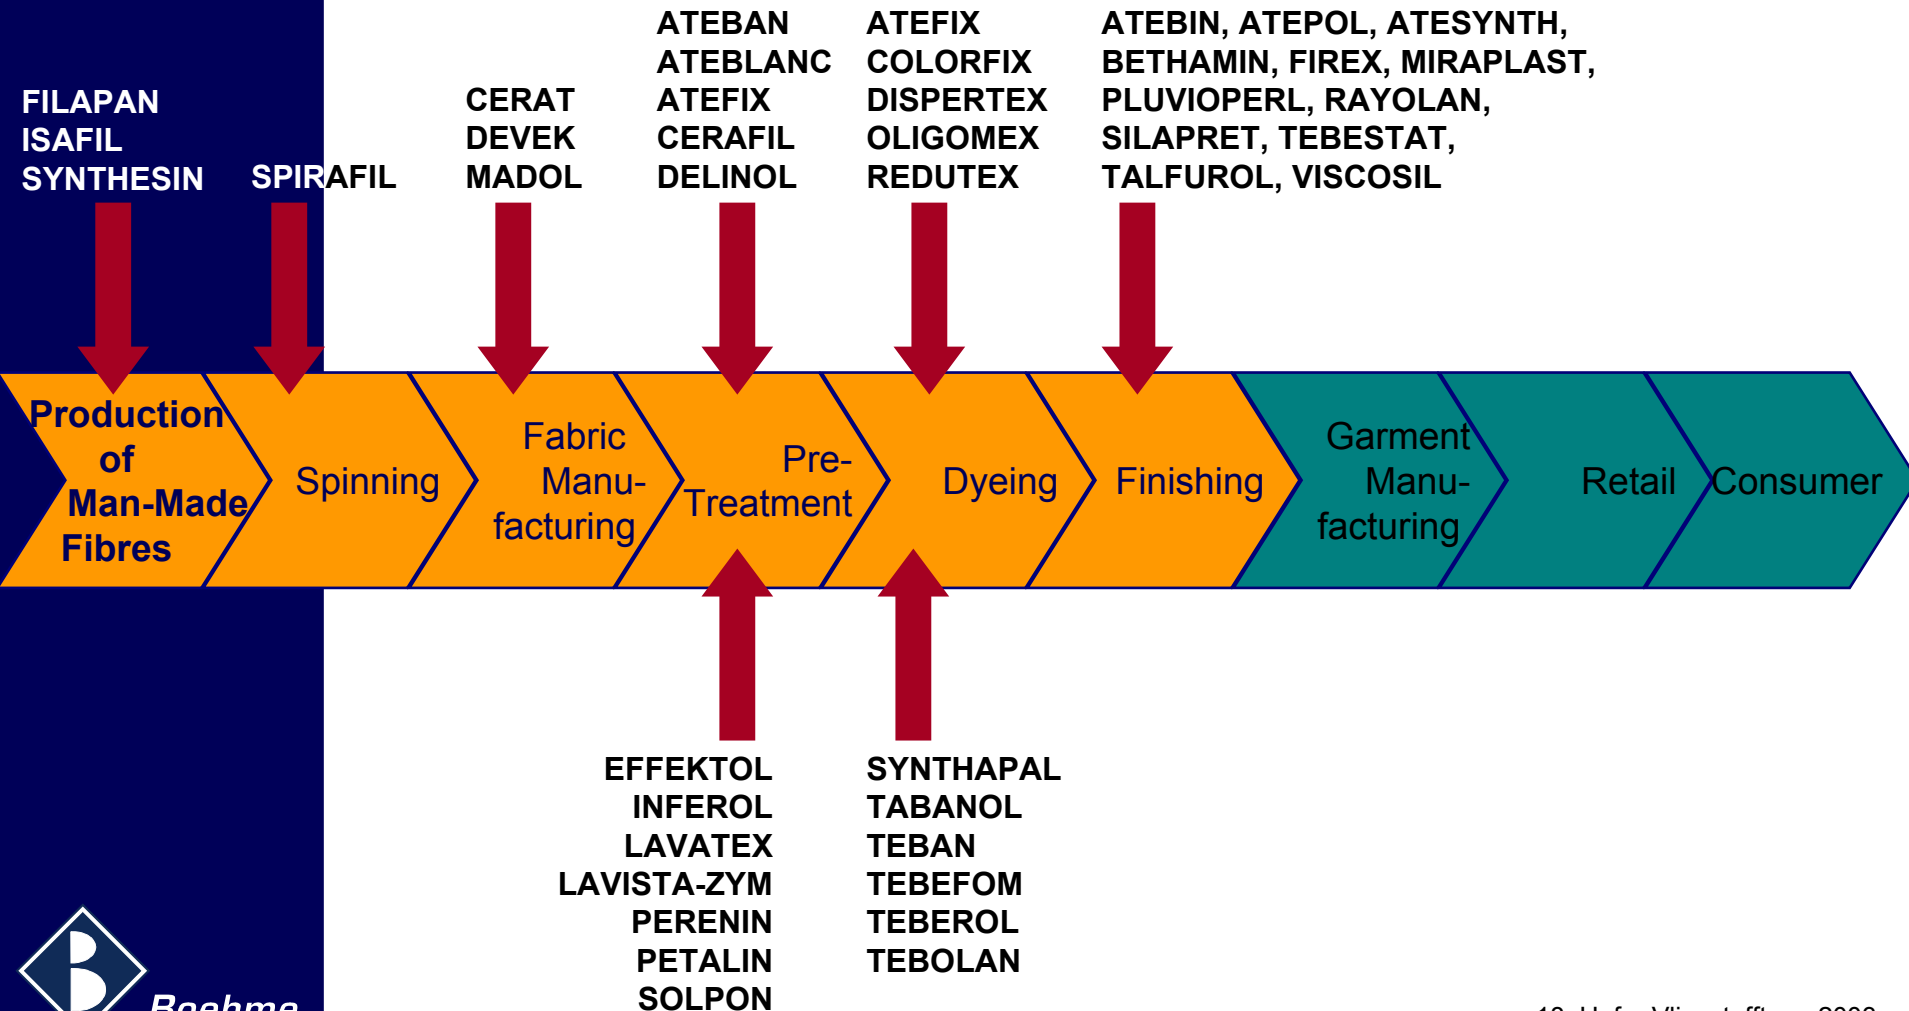 FILAPAN
ISAFIL
SYNTHESIN
SPIRAFIL
CERAT
DEVEK
MADOL
ATEBAN
ATEBLANC
ATEFIX
CERAFIL
DELINOL
ATEFIX
COLORFIX
DISPERTEX
OLIGOMEX
REDUTEX
ATEBIN, ATEPOL, ATESYNTH,
BETHAMIN, FIREX, MIRAPLAST,
PLUVIOPERL, RAYOLAN,
SILAPRET, TEBESTAT,
TALFUROL, VISCOSIL
Production
of
Man-Made
Fibres
Spinning
Fabric
Manu-
facturing
Pre-
Treatment
Dyeing
Finishing
Garment
Manu-
facturing
Retail
Consumer
EFFEKTOL
INFEROL
LAVATEX
LAVISTA-ZYM
PERENIN
PETALIN
SOLPON
SYNTHAPAL
TABANOL
TEBAN
TEBEFOM
TEBEROL
TEBOLAN
B
Boehme